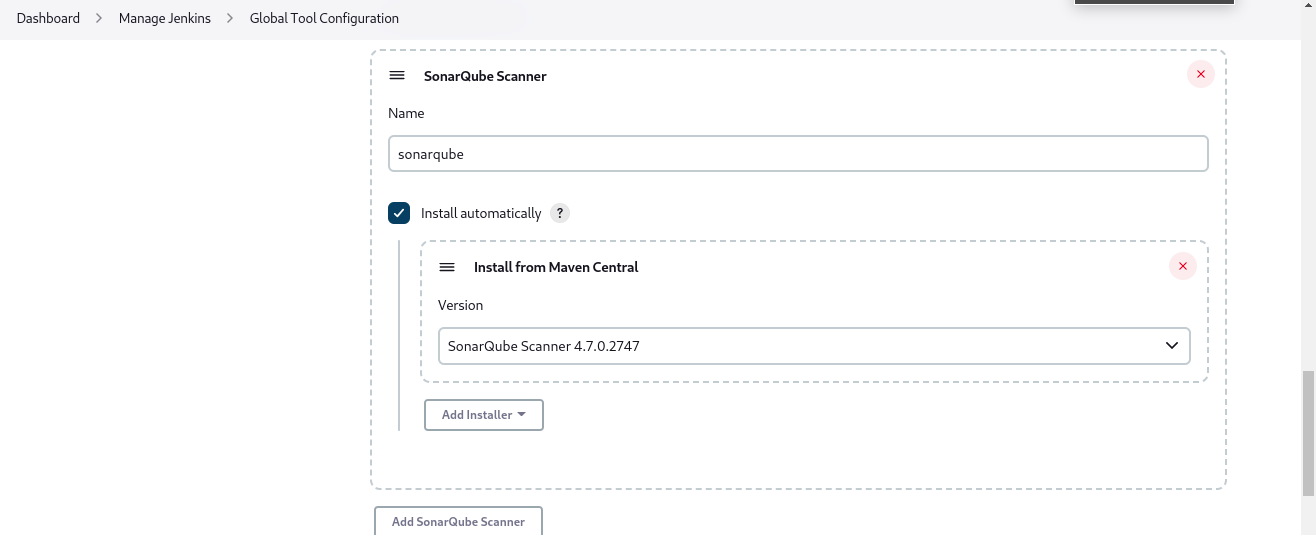 Dashboard > Manage Jenkins > Global Tool Configuration
SonarQube Scanner
Name
sonarqube
Install automatically ?
Install from Maven Central
Version
SonarQube Scanner 4.7.0.2747
Add Installer
Add SonarQube Scanner